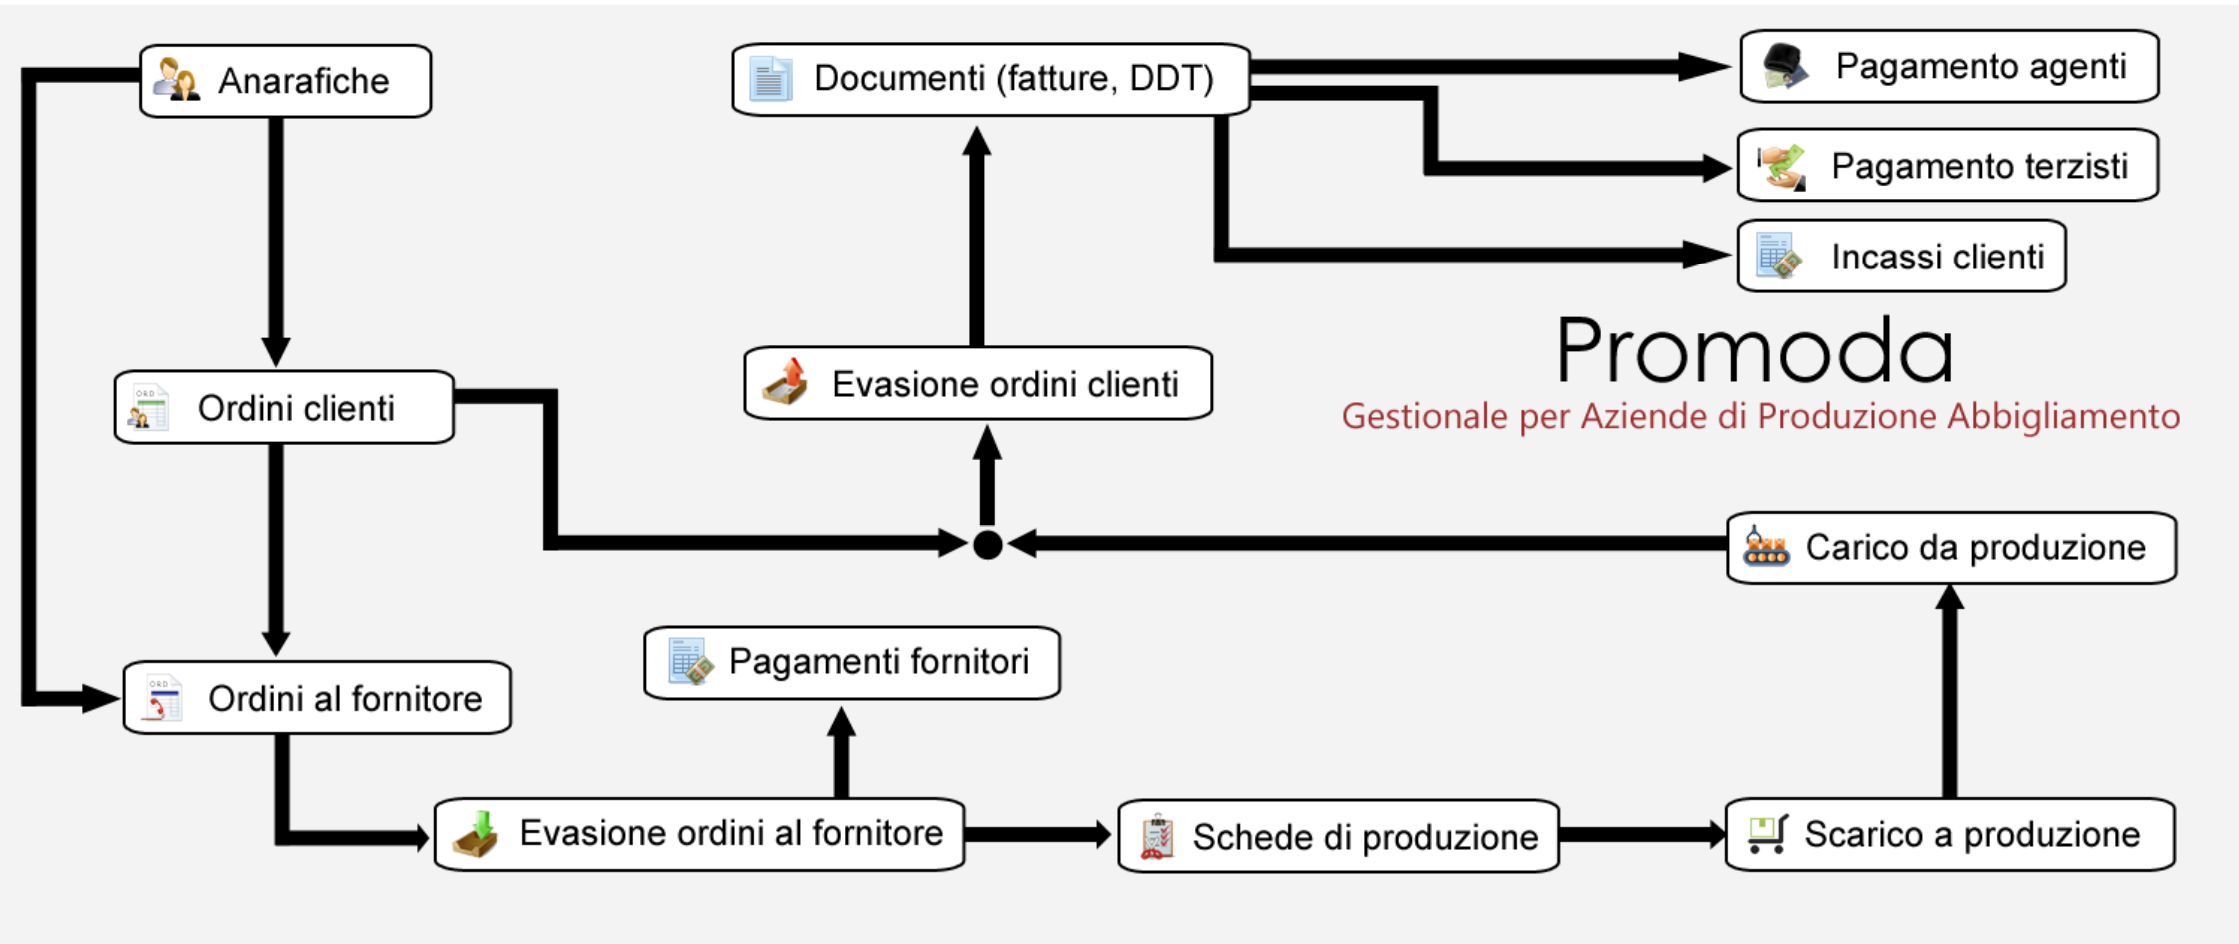 Anarafiche
Documenti (fatture, DDT)
Pagamento agenti
Pagamento terzisti
Incassi clienti
Promoda
Gestionale per Aziende di Produzione Abbigliamento
Evasione ordini clienti
ORD
Ordini clienti
Carico da produzione
Pagamenti fornitori
ORD
Ordini al fornitore
Evasione ordini al fornitore
Schede di produzione
Scarico a produzione